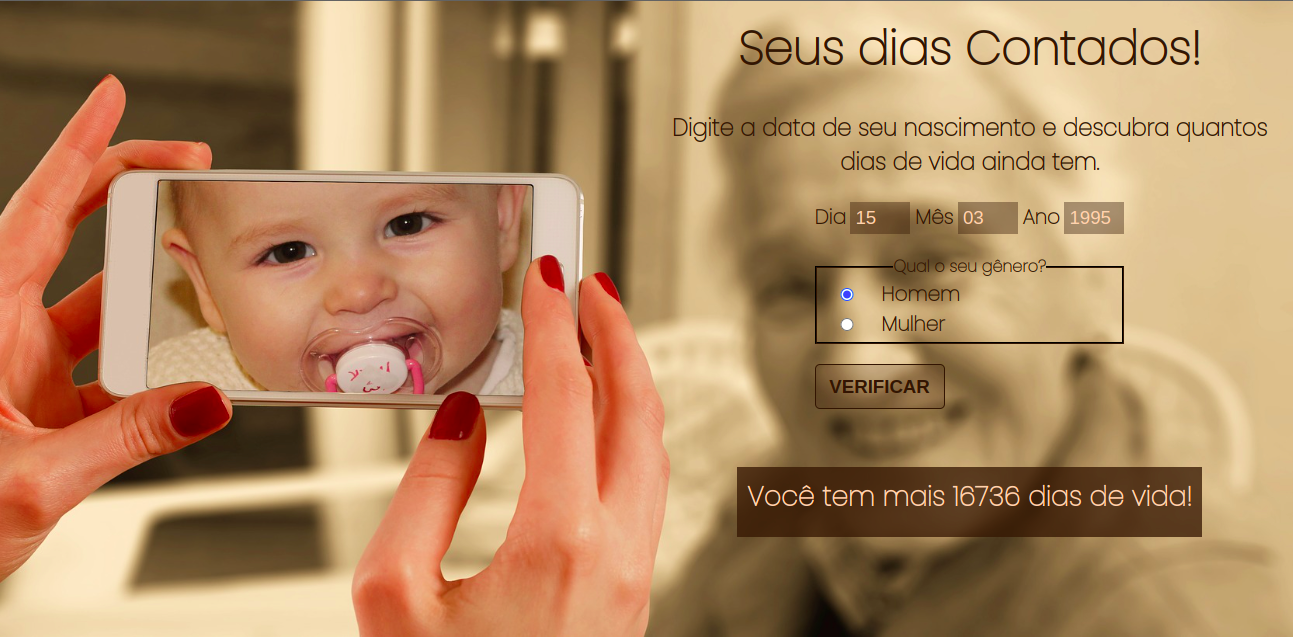 Seus dias Contados!
Digite a data de seu nascimento e descubra quantos
dias de vida ainda tem.
Dia 15 Mês 03 Ano 1995
Qual o seu gênero?
Homem
Mulher
VERIFICAR
Você tem mais 16736 dias de vida!